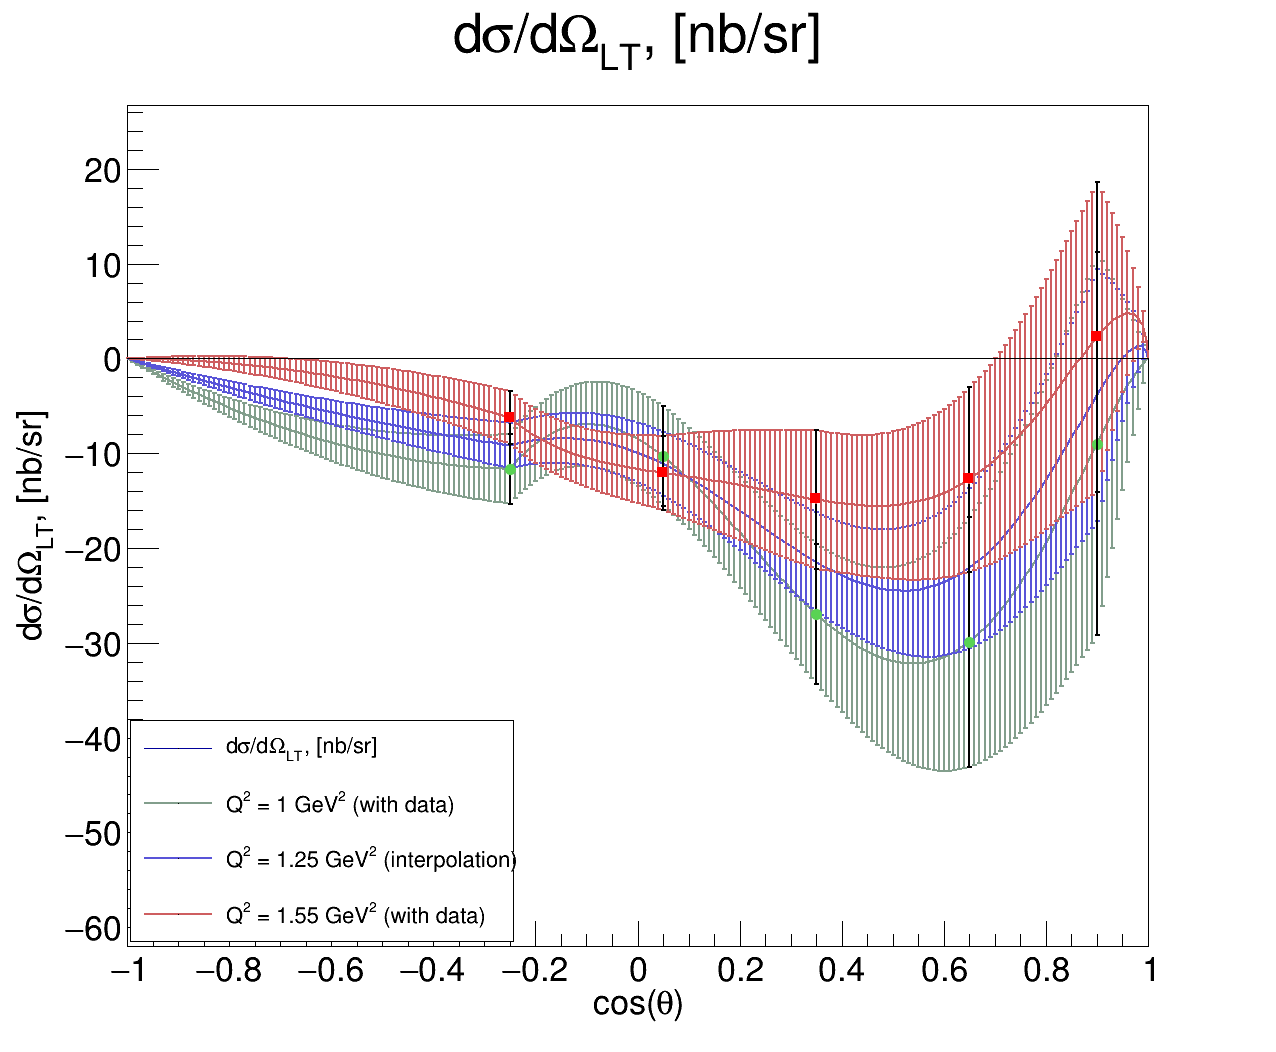 dσ/dΩLT, [nb/sr]
dσ/dΩLT, [nb/sr]
20
10
0
−10
−20
−30
−40
−50
−60
dσ/dΩLT, [nb/sr]
Q² = 1 GeV² (with data)
Q² = 1.25 GeV² (interpolation)
Q² = 1.55 GeV² (with data)
−1 −0.8 −0.6 −0.4 −0.2 0 0.2 0.4 0.6 0.8 1
cos(θ)